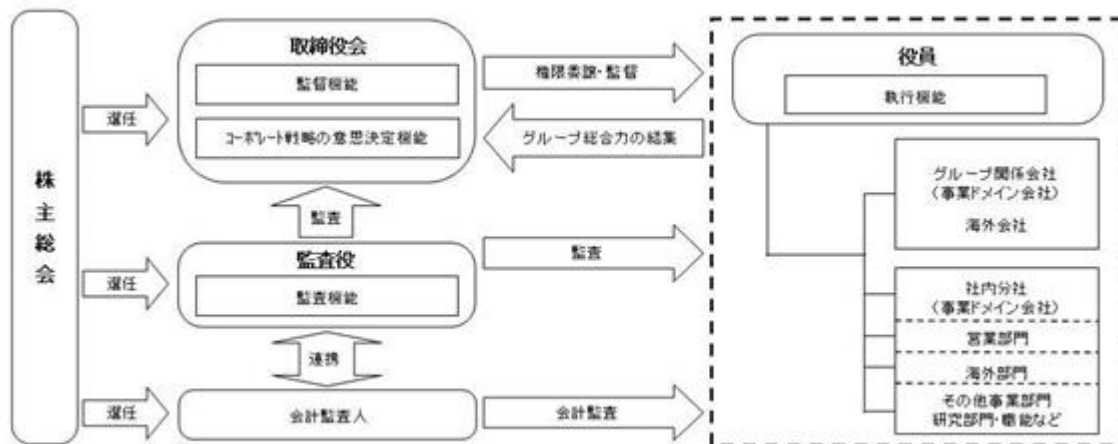 株主総会
選任
選任
選任
取締役会
監督機能
コーポレート戦略の意思決定機能
監査
監査役
監査機能
連携
会計監査人
権限委譲・監督
グループ総合力の結集
監査
会計監査
役員
執行機能
グループ関係会社
（事業ドメイン会社）
海外会社
社内分社
（事業ドメイン会社）
営業部門
海外部門
その他事業部門
研究部門・職能など